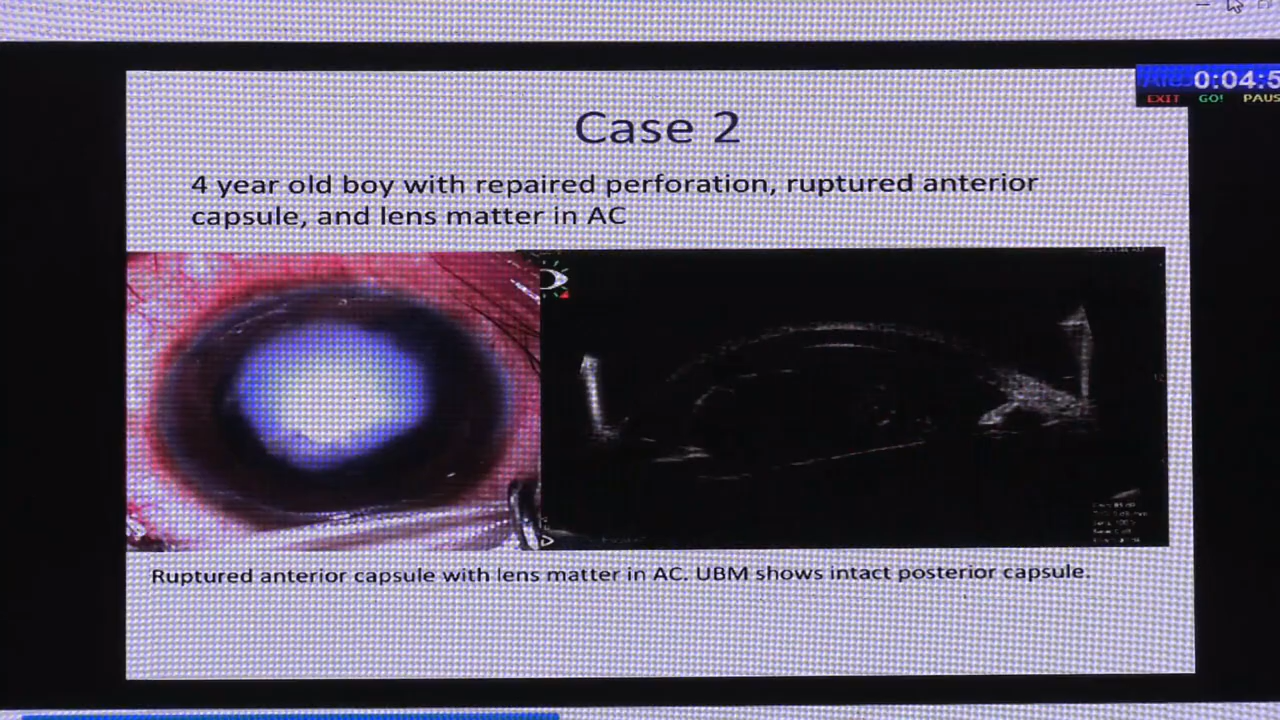 0:04:5
EXIT GO! PAUS
Case 2
4 year old boy with repaired perforation, ruptured anterior
capsule, and lens matter in AC
Ruptured anterior capsule with lens matter in AC. UBM shows intact posterior capsule.